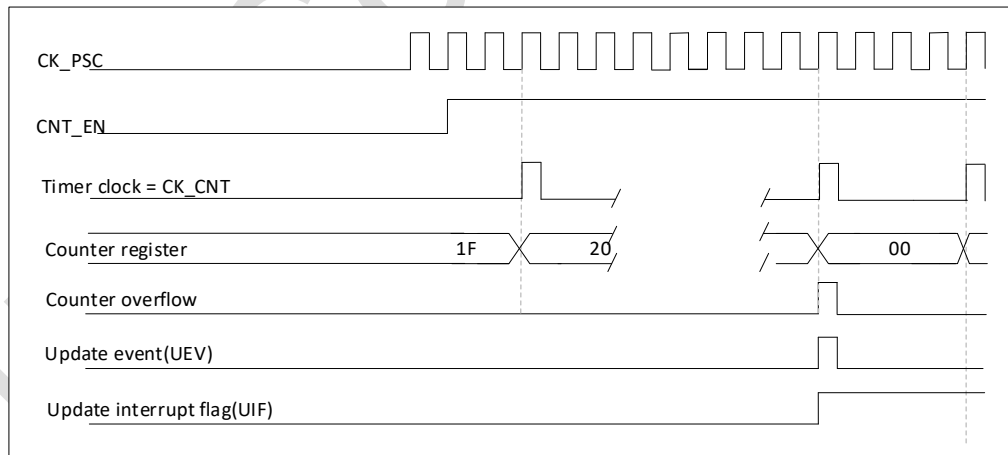 CK_PSC
CNT_EN
Timer clock = CK_CNT
Counter register 1F 20 00
Counter overflow
Update event(UEV)
Update interrupt flag(UIF)